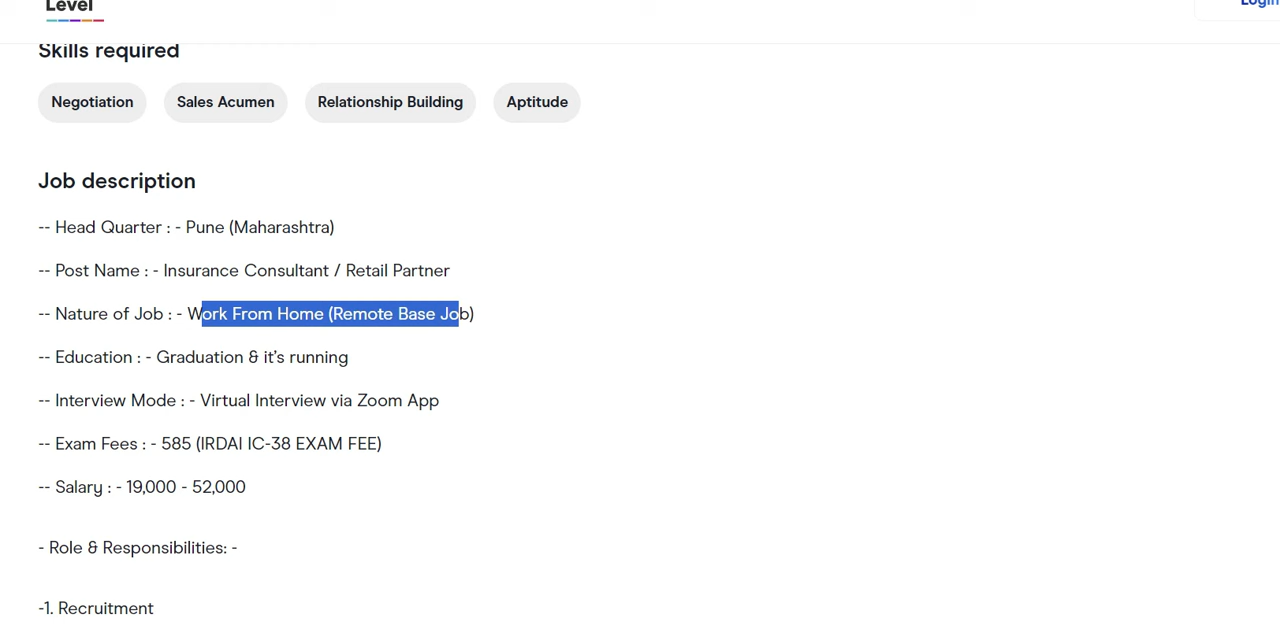 Level
Login
Skills required
Negotiation
Sales Acumen
Relationship Building
Aptitude
Job description
-- Head Quarter : - Pune (Maharashtra)
-- Post Name : - Insurance Consultant / Retail Partner
-- Nature of Job : - Work From Home (Remote Base Job)
-- Education : - Graduation & it's running
-- Interview Mode : - Virtual Interview via Zoom App
-- Exam Fees : - 585 (IRDAI IC-38 EXAM FEE)
-- Salary : - 19,000 - 52,000
- Role & Responsibilities: -
-1. Recruitment